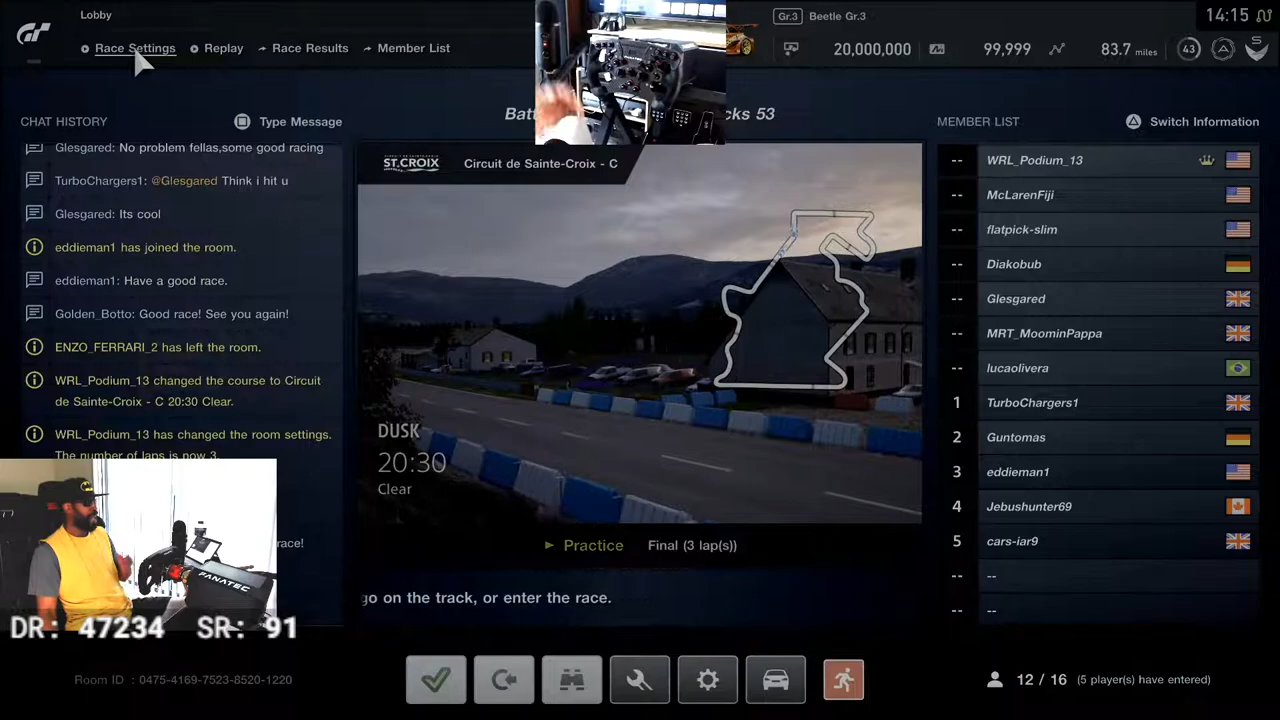 Lobby
Gr.3 Beetle Gr.3
14:15
Race Settings Replay Race Results Member List
20,000,000 99,999 83.7 miles 43 S
cks 53
CHAT HISTORY Type Message
MEMBER LIST Switch Information
Glesgared: No problem fellas,some good racing
TurboChargers1: @Glesgared Think i hit u
Glesgared: Its cool
eddieman1 has joined the room.
eddieman1: Have a good race.
Golden_Botto: Good race! See you again!
ENZO_FERRARI_2 has left the room.
WRL_Podium_13 changed the course to Circuit
de Sainte-Croix - C 20:30 Clear.
WRL_Podium_13 has changed the room settings.
The number of laps is now 3.
race!
ST.CROIX Circuit de Sainte-Croix - C
DUSK
20:30
Clear
Practice Final (3 lap(s))
go on the track, or enter the race.
-- WRL_Podium_13
-- McLarenFiji
-- flatpick-slim
-- Diakobub
-- Glesgared
-- MRT_MoominPappa
-- lucaolivera
1 TurboChargers1
2 Guntomas
3 eddieman1
4 Jebushunter69
5 cars-iar9
-- --
-- --
FANATEC
DR: 47234 SR: 91
Room ID : 0475-4169-7523-8520-1220
12 / 16 (5 player(s) have entered)